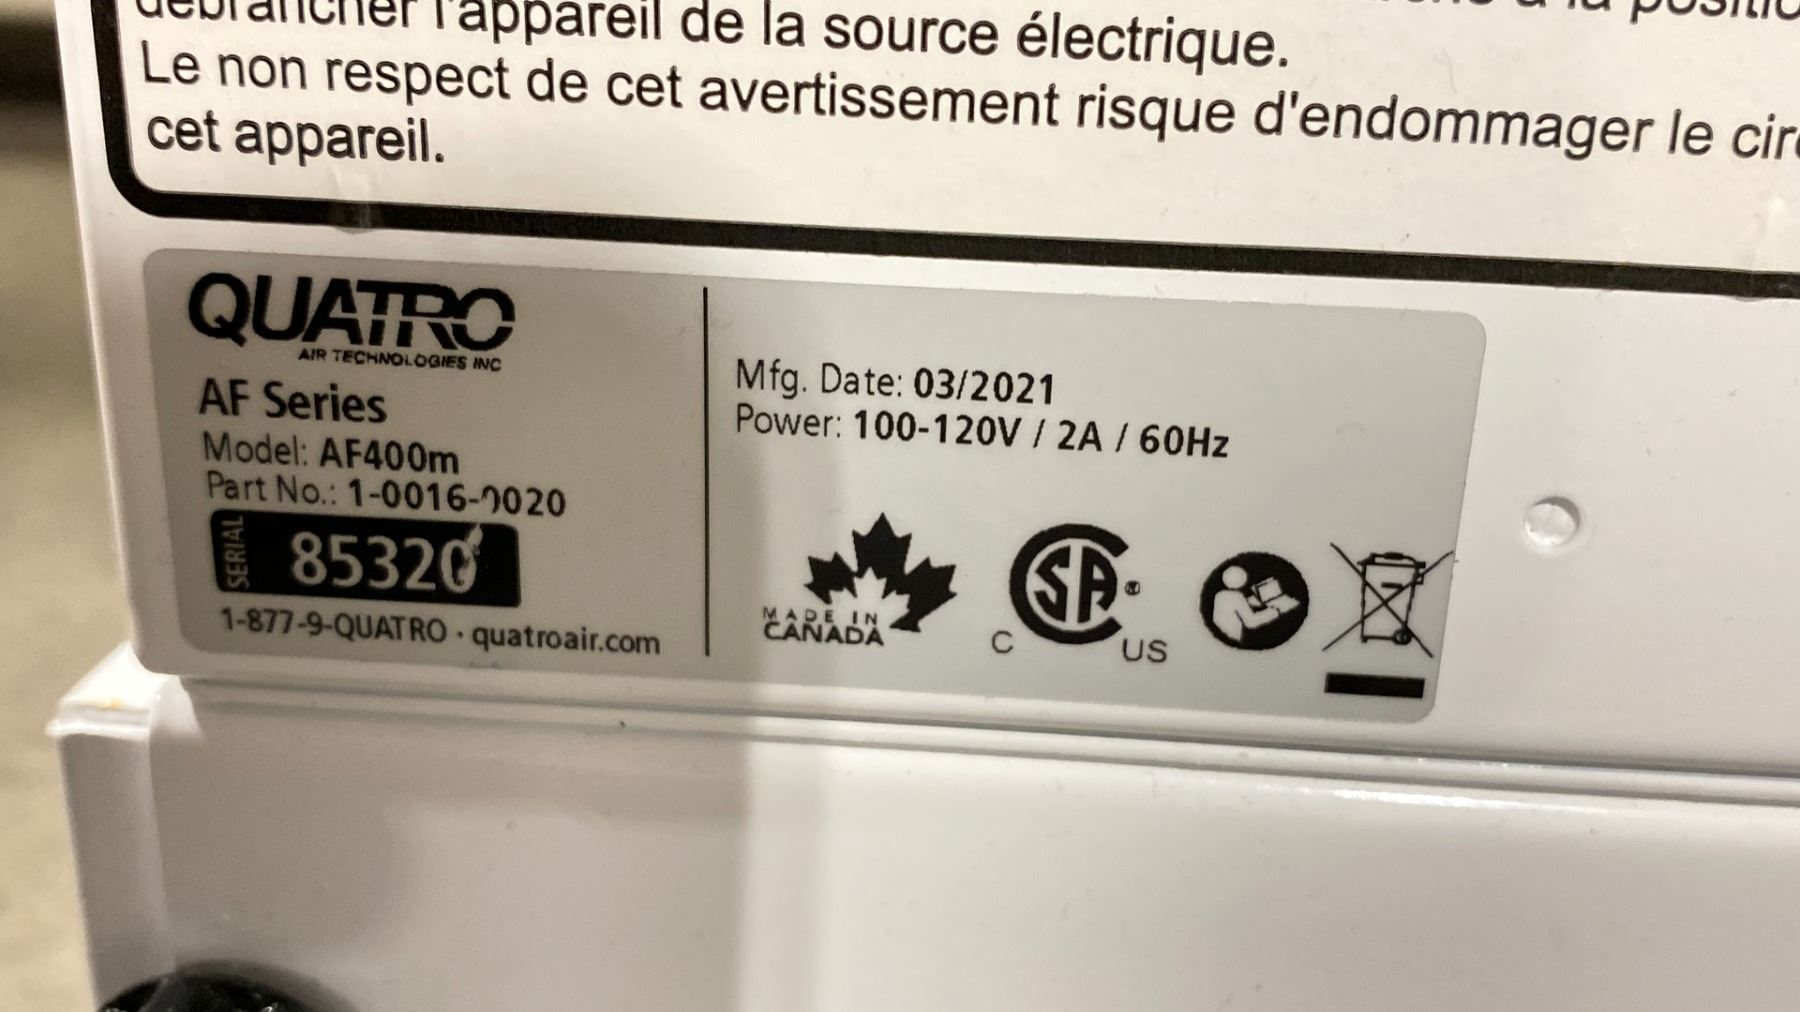 débrancher l'appareil de la source électrique.
Le non respect de cet avertissement risque d'endommager le
cet appareil.
QUATRO
AIR TECHNOLOGIES INC
AF Series
Model: AF400m
Part No.: 1-0016-0020
SERIAL 85320
1-877-9-QUATRO · quatroair.com
Mfg. Date: 03/2021
Power: 100-120V / 2A / 60Hz
MADE IN
CANADA
C SA ® US